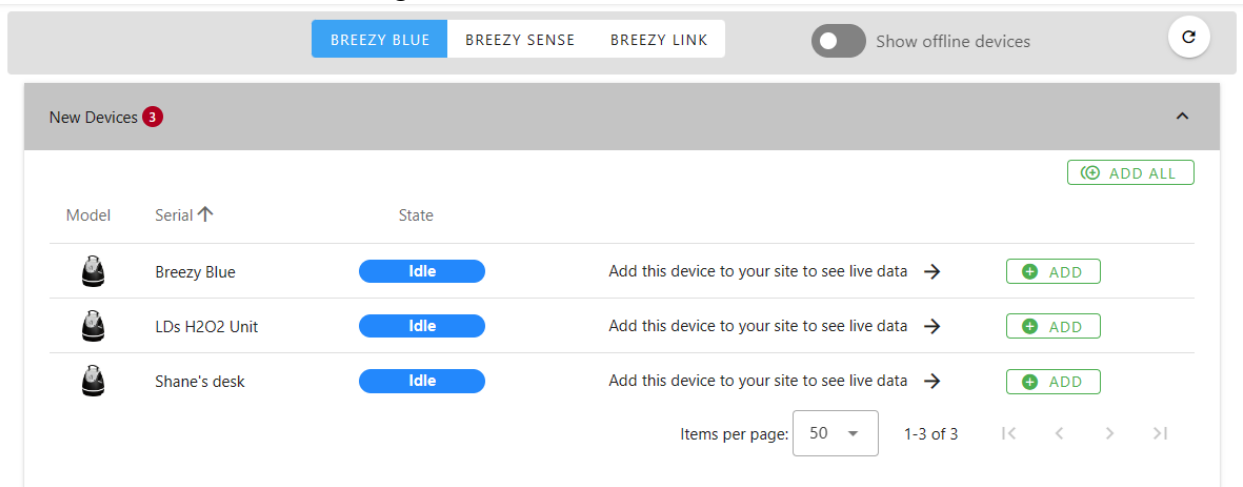 BREEZY BLUE BREEZY SENSE BREEZY LINK Show offline devices
New Devices 3
ADD ALL
Model Serial State
Breezy Blue Idle Add this device to your site to see live data ADD
LDs H2O2 Unit Idle Add this device to your site to see live data ADD
Shane's desk Idle Add this device to your site to see live data ADD
Items per page: 50 1-3 of 3